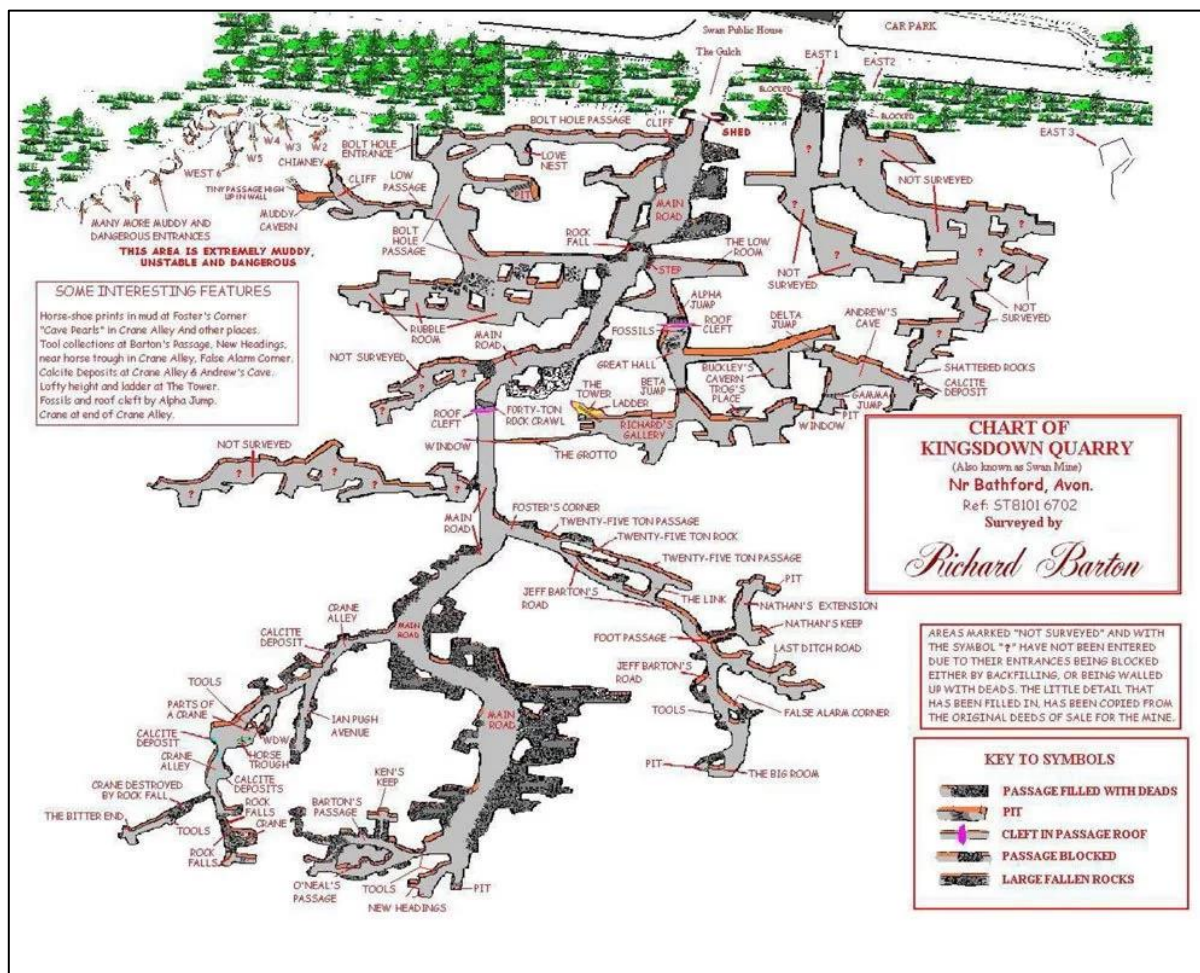 Swan Public House
CAR PARK
The Gulch
EAST 1
EAST2
BLOCKED
BLOCKED
SHED
EAST 3
BOLT HOLE PASSAGE
CLIFF
BOLT HOLE
ENTRANCE
LOVE
NEST
W4
W3
W2
W5
WEST 6
CHIMNEY
CLIFF
LOW
PASSAGE
TINY PASSAGE HIGH
UP IN WALL
MUDDY
CAVERN
PIT
MAIN
ROAD
?
?
NOT SURVEYED
MANY MORE MUDDY AND
DANGEROUS ENTRANCES
THIS AREA IS EXTREMELY MUDDY,
UNSTABLE AND DANGEROUS
BOLT
HOLE
PASSAGE
ROCK
FALL
THE LOW
ROOM
STEP
?
?
?
?
?
?
?
NOT
SURVEYED
NOT
SURVEYED
SOME INTERESTING FEATURES
Horse-shoe prints in mud at Foster's Corner
"Cave Pearls" in Crane Alley And other places.
Tool collections at Barton's Passage, New Headings,
near horse trough in Crane Alley, False Alarm Corner.
Calcite Deposits at Crane Alley & Andrew's Cave.
Lofty height and ladder at The Tower.
Fossils and roof cleft by Alpha Jump.
Crane at end of Crane Alley.
RUBBLE
ROOM
MAIN
ROAD
ALPHA
JUMP
FOSSILS
ROOF
CLEFT
DELTA
JUMP
ANDREW'S
CAVE
GREAT HALL
BUCKLEY'S
CAVERN
SHATTERED ROCKS
CALCITE
DEPOSIT
NOT SURVEYED
?
?
?
THE
TOWER
LADDER
BETA
JUMP
TROG'S
PLACE
GAMMA
JUMP
PIT
ROOF
CLEFT
FORTY-TON
ROCK CRAWL
RICHARD'S
GALLERY
WINDOW
WINDOW
THE GROTTO
CHART OF
KINGSDOWN QUARRY
(Also known as Swan Mine)
Nr Bathford, Avon.
Ref: ST8101 6702
Surveyed by
Richard Barton
NOT SURVEYED
?
?
?
?
?
?
MAIN
ROAD
FOSTER'S CORNER
TWENTY-FIVE TON PASSAGE
TWENTY-FIVE TON ROCK
TWENTY-FIVE TON PASSAGE
JEFF BARTON'S
ROAD
THE LINK
PIT
NATHAN'S EXTENSION
NATHAN'S KEEP
FOOT PASSAGE
LAST DITCH ROAD
JEFF BARTON'S
ROAD
TOOLS
FALSE ALARM CORNER
PIT
THE BIG ROOM
AREAS MARKED "NOT SURVEYED" AND WITH
THE SYMBOL "?" HAVE NOT BEEN ENTERED
DUE TO THEIR ENTRANCES BEING BLOCKED
EITHER BY BACKFILLING, OR BEING WALLED
UP WITH DEADS. THE LITTLE DETAIL THAT
HAS BEEN FILLED IN, HAS BEEN COPIED FROM
THE ORIGINAL DEEDS OF SALE FOR THE MINE.
CRANE
ALLEY
CALCITE
DEPOSIT
MAIN
ROAD
TOOLS
PARTS OF
A CRANE
CALCITE
DEPOSIT
WDW
HORSE
TROUGH
IAN PUGH
AVENUE
MAIN
ROAD
CRANE
ALLEY
CALCITE
DEPOSITS
CRANE DESTROYED
BY ROCK FALL
THE BITTER END
ROCK
FALLS
TOOLS
CRANE
ROCK
FALLS
KEN'S
KEEP
BARTON'S
PASSAGE
O'NEAL'S
PASSAGE
TOOLS
NEW HEADINGS
PIT
KEY TO SYMBOLS
PASSAGE FILLED WITH DEADS
PIT
CLEFT IN PASSAGE ROOF
PASSAGE BLOCKED
LARGE FALLEN ROCKS